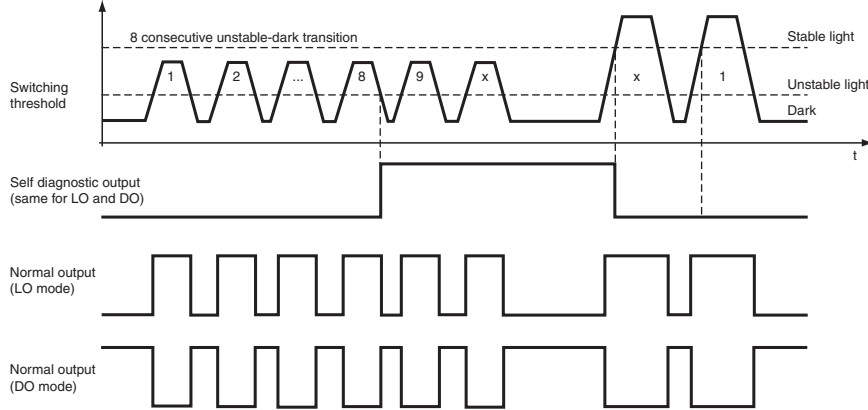 8 consecutive unstable-dark transition
Stable light
Switching
threshold
1 2 ... 8 9 x x 1
Unstable light
Dark
t
Self diagnostic output
(same for LO and DO)
Normal output
(LO mode)
Normal output
(DO mode)